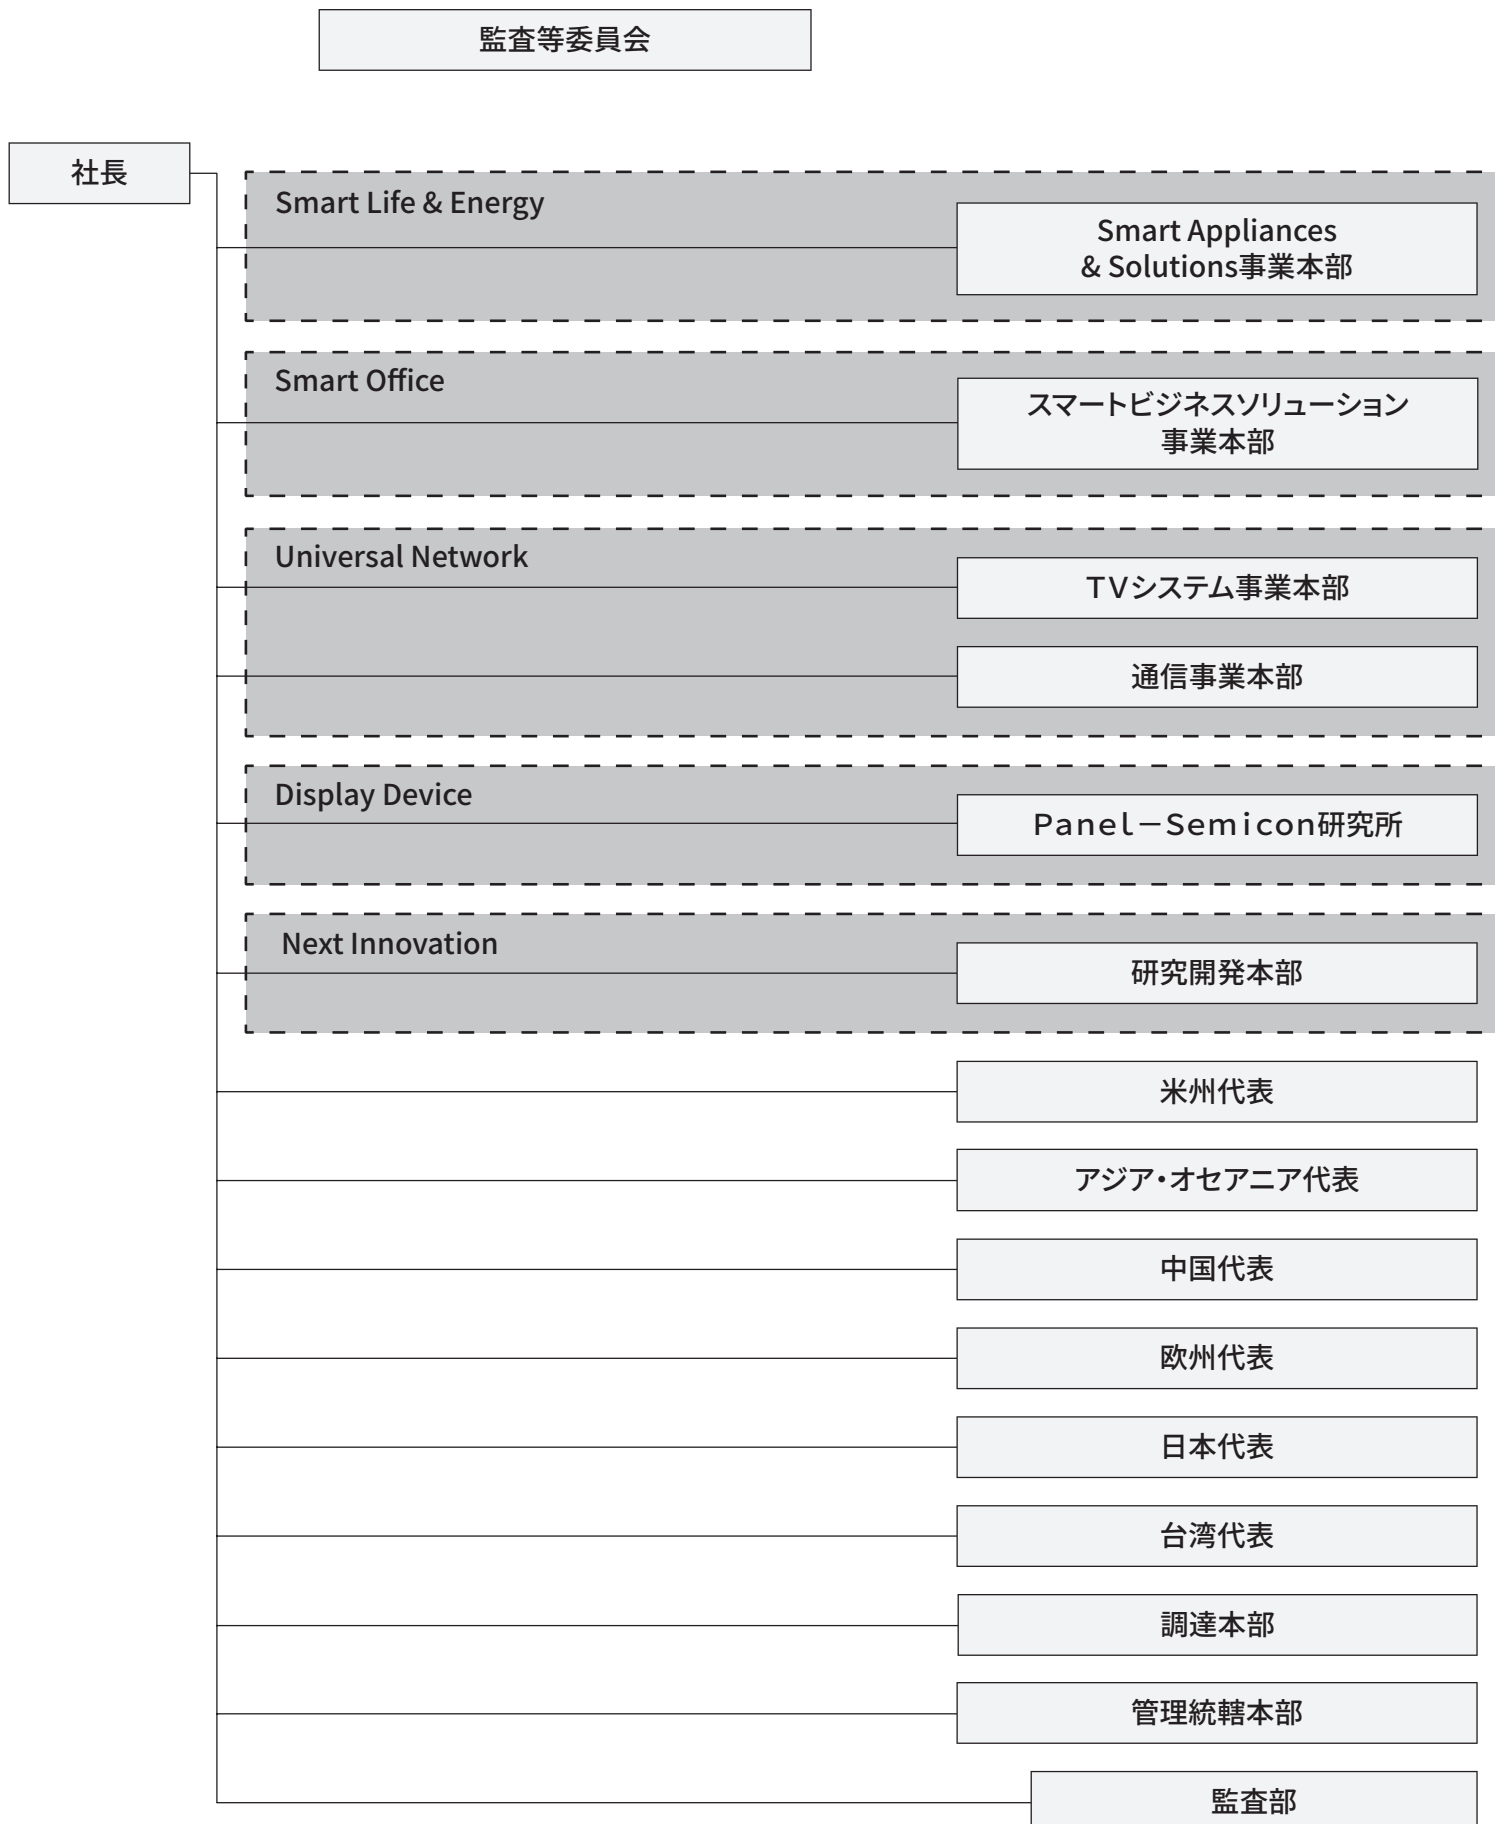 監査等委員会
社長
Smart Life & Energy
Smart Appliances
& Solutions事業本部
Smart Office
スマートビジネスソリューション
事業本部
Universal Network
TVシステム事業本部
通信事業本部
Display Device
Panel－Semicon研究所
Next Innovation
研究開発本部
米州代表
アジア・オセアニア代表
中国代表
欧州代表
日本代表
台湾代表
調達本部
管理統轄本部
監査部